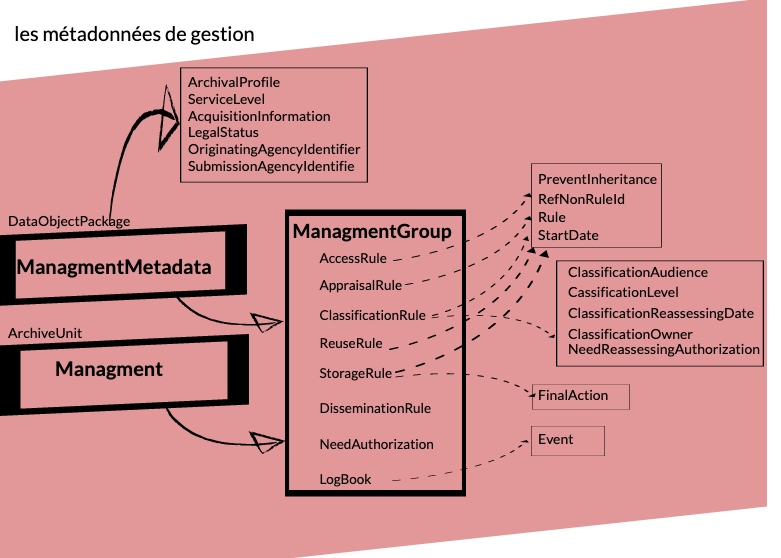 les métadonnées de gestion
ArchivalProfile
ServiceLevel
AcquisitionInformation
LegalStatus
OriginatingAgencyIdentifier
SubmissionAgencyIdentifie
DataObjectPackage
ManagmentMetadata
ArchiveUnit
Managment
ManagmentGroup
AccessRule
AppraisalRule
ClassificationRule
ReuseRule
StorageRule
DisseminationRule
NeedAuthorization
LogBook
PreventInheritance
RefNonRuleId
Rule
StartDate
ClassificationAudience
CassificationLevel
ClassificationReassessingDate
ClassificationOwner
NeedReassessingAuthorization
FinalAction
Event